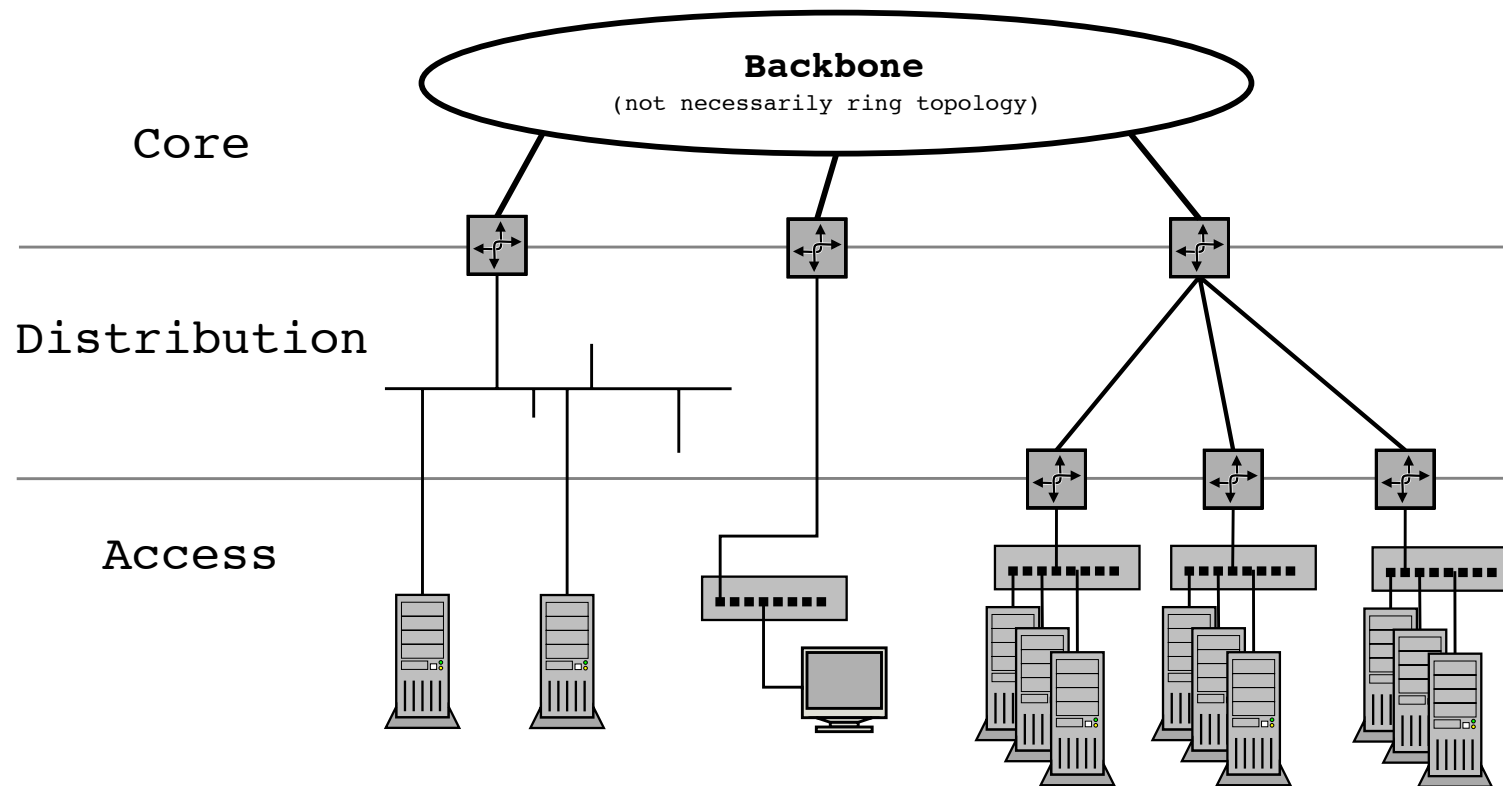 Backbone
(not necessarily ring topology)
Core
Distribution
Access